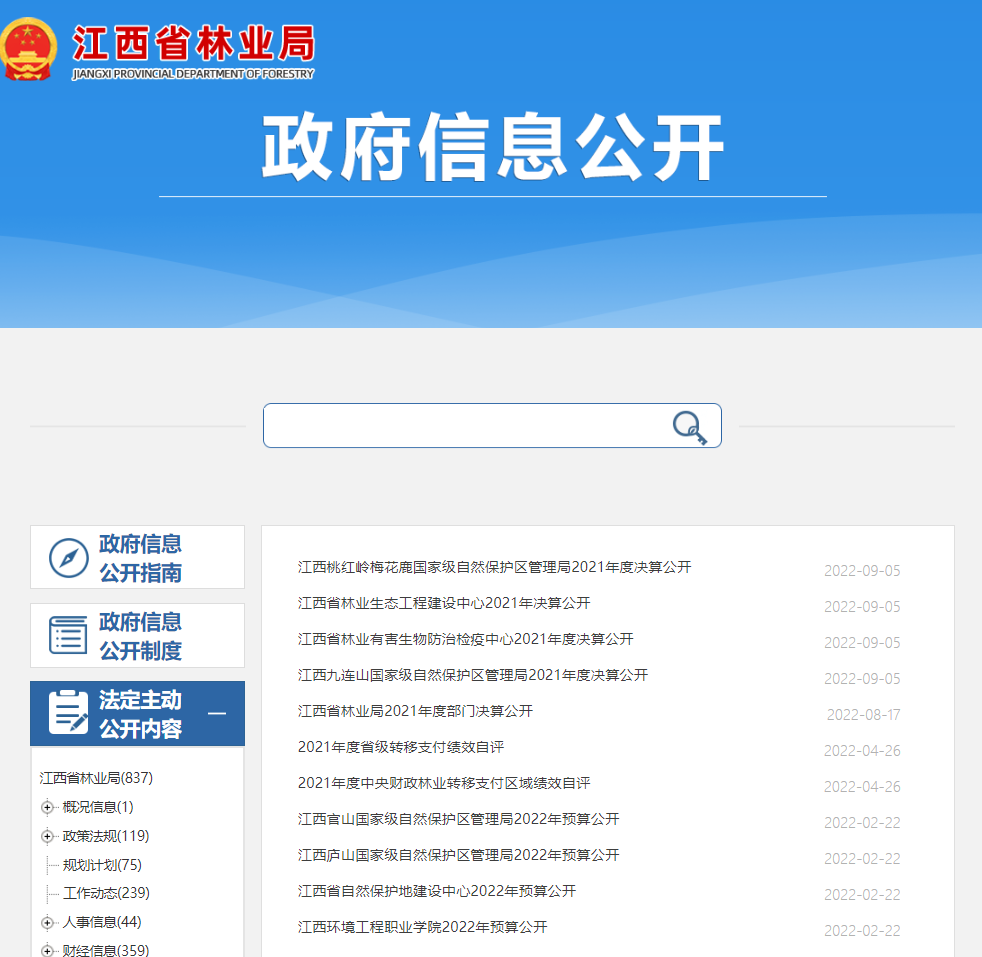 江西省林业局
JIANGXI PROVINCIAL DEPARTMENT OF FORESTRY
政府信息公开
政府信息
公开指南
政府信息
公开制度
法定主动
公开内容
江西省林业局(837)
概况信息(1)
政策法规(119)
规划计划(75)
工作动态(239)
人事信息(44)
财经信息(359)
江西桃红岭梅花鹿国家级自然保护区管理局2021年度决算公开 2022-09-05
江西省林业生态工程建设中心2021年决算公开 2022-09-05
江西省林业有害生物防治检疫中心2021年度决算公开 2022-09-05
江西九连山国家级自然保护区管理局2021年度决算公开 2022-09-05
江西省林业局2021年度部门决算公开 2022-08-17
2021年度省级转移支付绩效自评 2022-04-26
2021年度中央财政林业转移支付区域绩效自评 2022-04-26
江西官山国家级自然保护区管理局2022年预算公开 2022-02-22
江西庐山国家级自然保护区管理局2022年预算公开 2022-02-22
江西省自然保护地建设中心2022年预算公开 2022-02-22
江西环境工程职业学院2022年预算公开 2022-02-22